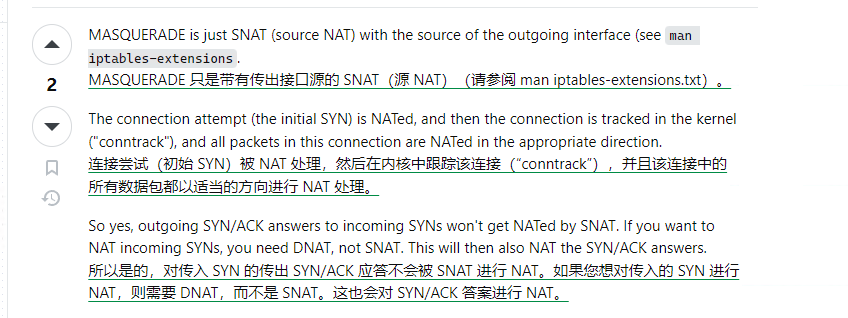 MASQUERADE is just SNAT (source NAT) with the source of the outgoing interface (see man
iptables-extensions.
MASQUERADE 只是带有传出接口源的 SNAT（源 NAT）（请参阅 man iptables-extensions.txt）。
2
The connection attempt (the initial SYN) is NATed, and then the connection is tracked in the kernel
("conntrack"), and all packets in this connection are NATed in the appropriate direction.
连接尝试（初始 SYN）被 NAT 处理，然后在内核中跟踪该连接（“conntrack”），并且该连接中的
所有数据包都以适当的方向进行 NAT 处理。
So yes, outgoing SYN/ACK answers to incoming SYNs won't get NATed by SNAT. If you want to
NAT incoming SYNs, you need DNAT, not SNAT. This will then also NAT the SYN/ACK answers.
所以是的，对传入 SYN 的传出 SYN/ACK 应答不会被 SNAT 进行 NAT。如果您想对传入的 SYN 进行
NAT，则需要 DNAT，而不是 SNAT。这也会对 SYN/ACK 答案进行 NAT。